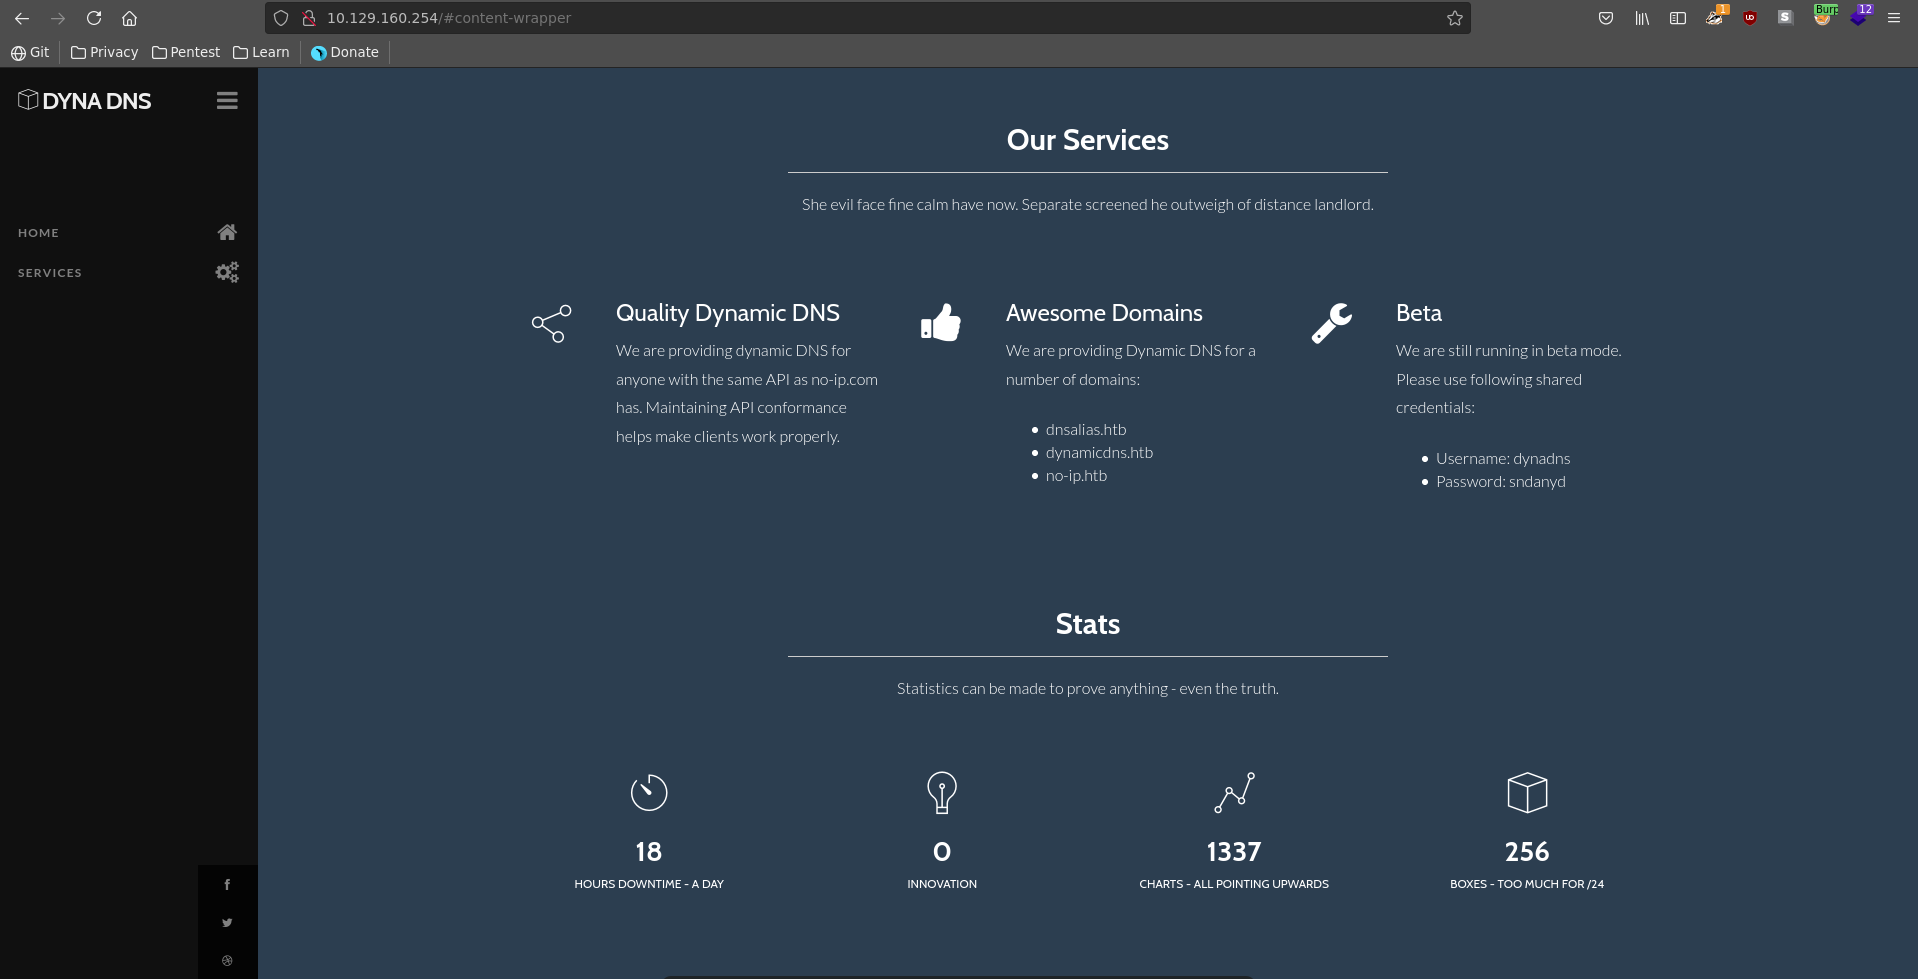 10.129.160.254/#content-wrapper
1
S
Burp
12
Git
Privacy
Pentest
Learn
Donate
DYNA DNS
HOME
SERVICES
Our Services
She evil face fine calm have now. Separate screened he outweigh of distance landlord.
Quality Dynamic DNS
We are providing dynamic DNS for
anyone with the same API as no-ip.com
has. Maintaining API conformance
helps make clients work properly.
Awesome Domains
We are providing Dynamic DNS for a
number of domains:
dnsalias.htb
dynamicdns.htb
no-ip.htb
Beta
We are still running in beta mode.
Please use following shared
credentials:
Username: dynadns
Password: sndanyd
Stats
Statistics can be made to prove anything - even the truth.
18
HOURS DOWNTIME - A DAY
0
INNOVATION
1337
CHARTS - ALL POINTING UPWARDS
256
BOXES - TOO MUCH FOR /24